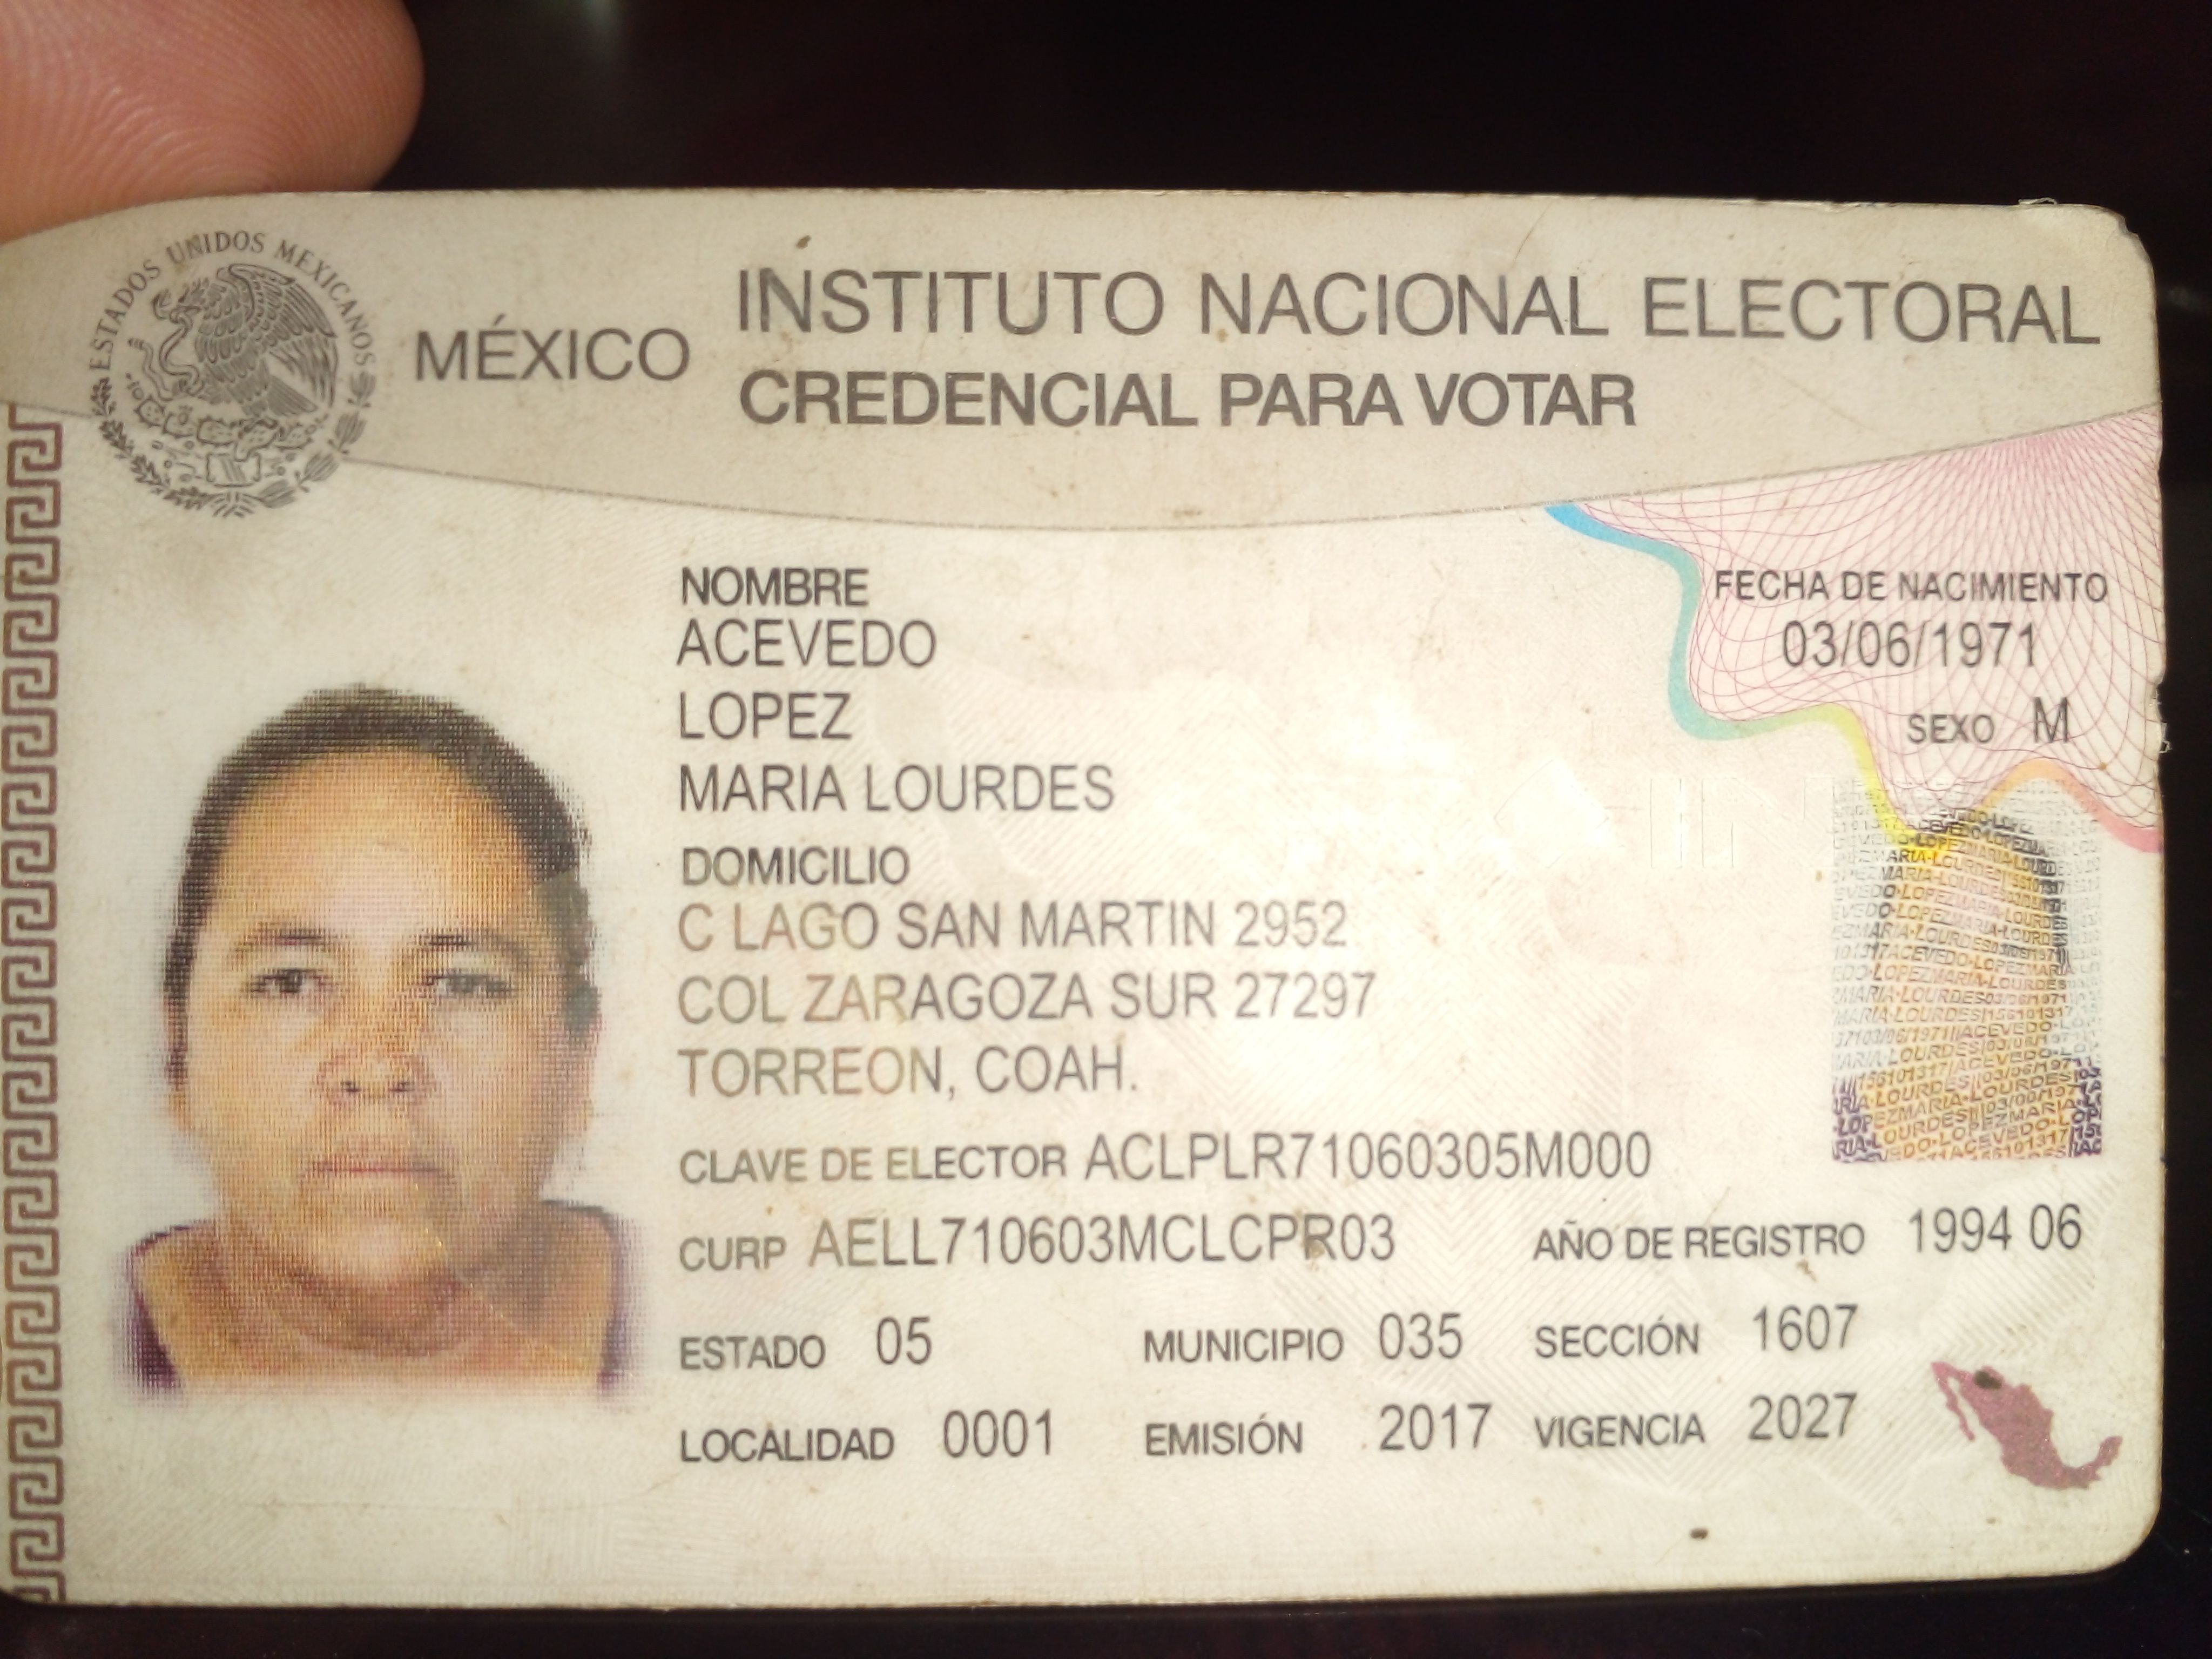 ESTADOS UNIDOS MEXICANOS
MÉXICO
INSTITUTO NACIONAL ELECTORAL
CREDENCIAL PARA VOTAR
NOMBRE
ACEVEDO
LOPEZ
MARIA LOURDES
FECHA DE NACIMIENTO
03/06/1971
SEXO M
DOMICILIO
C LAGO SAN MARTIN 2952
COL ZARAGOZA SUR 27297
TORREON, COAH.
CLAVE DE ELECTOR ACLPLR71060305M000
CURP AELL710603MCLCPR03 AÑO DE REGISTRO 1994 06
ESTADO 05 MUNICIPIO 035 SECCIÓN 1607
LOCALIDAD 0001 EMISIÓN 2017 VIGENCIA 2027